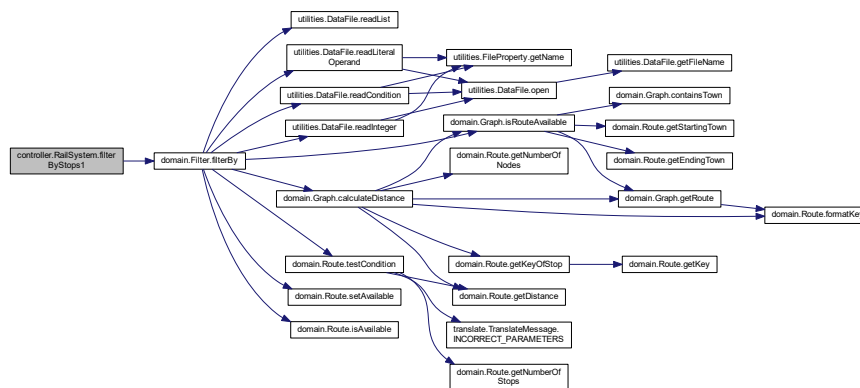 controller.RailSystem.filter
ByStops1
domain.Filter.filterBy
utilities.DataFile.readList
utilities.DataFile.readLiteral
Operand
utilities.DataFile.readCondition
utilities.DataFile.readInteger
domain.Graph.calculateDistance
domain.Route.testCondition
domain.Route.setAvailable
domain.Route.isAvailable
utilities.FileProperty.getName
utilities.DataFile.open
domain.Graph.isRouteAvailable
domain.Route.getNumberOf
Nodes
domain.Route.getKeyOfStop
domain.Route.getDistance
translate.TranslateMessage.
INCORRECT_PARAMETERS
domain.Route.getNumberOf
Stops
utilities.DataFile.getFileName
domain.Graph.containsTown
domain.Route.getStartingTown
domain.Route.getEndingTown
domain.Graph.getRoute
domain.Route.getKey
domain.Route.formatKey